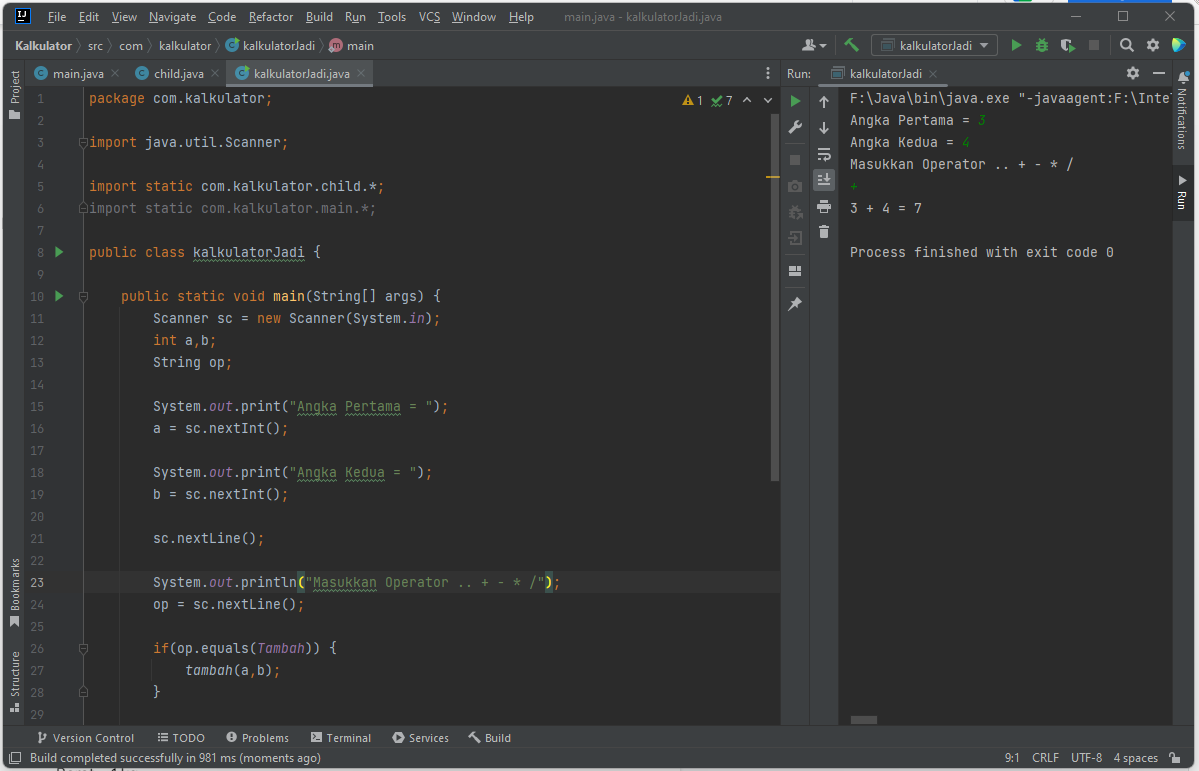 File Edit View Navigate Code Refactor Build Run Tools VCS Window Help main.java - kalkulatorJadi.java
Kalkulator src com kalkulator kalkulatorJadi main kalkulatorJadi
Project
main.java child.java kalkulatorJadi.java
1 package com.kalkulator; 1 7
2
3 import java.util.Scanner;
4
5 import static com.kalkulator.child.*;
6 import static com.kalkulator.main.*;
7
8 public class kalkulatorJadi {
9
10 public static void main(String[] args) {
11 Scanner sc = new Scanner(System.in);
12 int a,b;
13 String op;
14
15 System.out.print("Angka Pertama = ");
16 a = sc.nextInt();
17
18 System.out.print("Angka Kedua = ");
19 b = sc.nextInt();
20
21 sc.nextLine();
22
23 System.out.println("Masukkan Operator .. + - * /");
24 op = sc.nextLine();
25
26 if(op.equals(Tambah)) {
27 tambah(a,b);
28 }
29
Run: kalkulatorJadi
F:\Java\bin\java.exe "-javaagent:F:\Inte
Angka Pertama = 3
Angka Kedua = 4
Masukkan Operator .. + - * /
+
3 + 4 = 7
Process finished with exit code 0
Notifications
Run
Bookmarks
Structure
Version Control TODO Problems Terminal Services Build
Build completed successfully in 981 ms (moments ago) 9:1 CRLF UTF-8 4 spaces